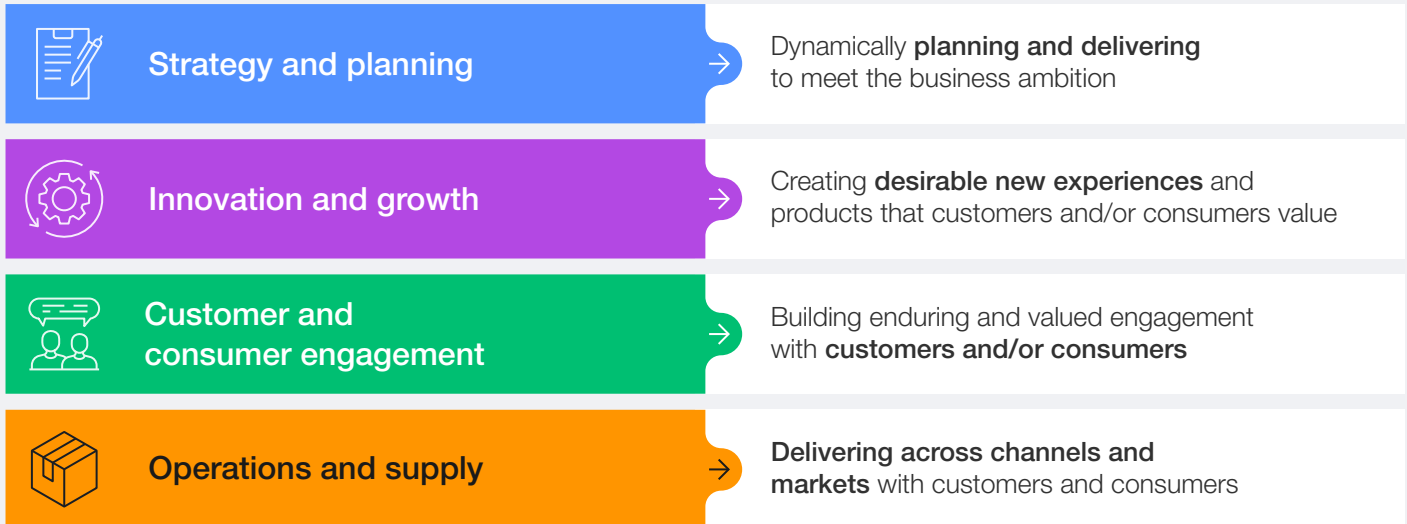 Strategy and planning
Dynamically planning and delivering
to meet the business ambition
Innovation and growth
Creating desirable new experiences and
products that customers and/or consumers value
Customer and
consumer engagement
Building enduring and valued engagement
with customers and/or consumers
Operations and supply
Delivering across channels and
markets with customers and consumers